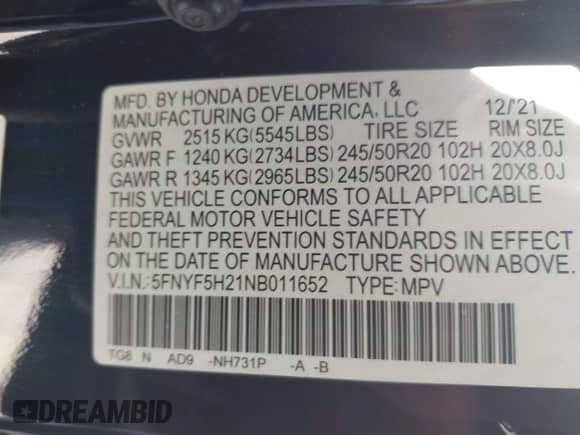 MFD. BY HONDA DEVELOPMENT &
MANUFACTURING OF AMERICA, LLC 12/'21
GVWR 2515 KG(5545LBS) TIRE SIZE RIM SIZE
GAWR F 1240 KG(2734LBS) 245/50R20 102H 20X8.0J
GAWR R 1345 KG(2965LBS) 245/50R20 102H 20X8.0J
THIS VEHICLE CONFORMS TO ALL APPLICABLE
FEDERAL MOTOR VEHICLE SAFETY
AND THEFT PREVENTION STANDARDS IN EFFECT
ON THE DATE OF MANUFACTURE SHOWN ABOVE.
V.I.N.: 5FNYF5H21NB011652 TYPE: MPV
TG8 N AD9 -NH731P -A -B
DREAMBID